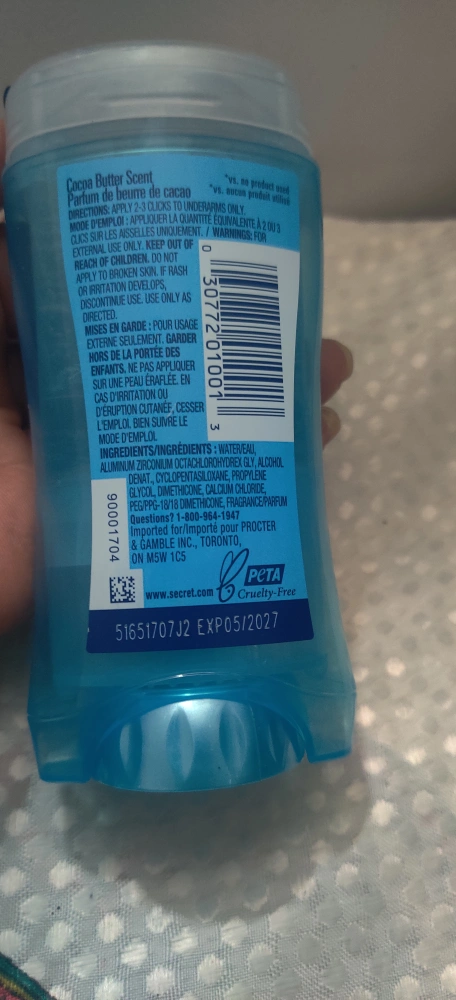 Cocoa Butter Scent
Parfum de beurre de cacao
*vs. no product used
*vs. aucun produit utilisé
DIRECTIONS: APPLY 2-3 CLICKS TO UNDERARMS ONLY.
MODE D'EMPLOI : APPLIQUER LA QUANTITÉ ÉQUIVALENTE À 2 OU 3
CLICS SUR LES AISSELLES UNIQUEMENT. / WARNINGS: FOR
EXTERNAL USE ONLY. KEEP OUT OF
REACH OF CHILDREN. DO NOT
APPLY TO BROKEN SKIN. IF RASH
OR IRRITATION DEVELOPS,
DISCONTINUE USE. USE ONLY AS
DIRECTED.
MISES EN GARDE : POUR USAGE
EXTERNE SEULEMENT. GARDER
HORS DE LA PORTÉE DES
ENFANTS. NE PAS APPLIQUER
SUR UNE PEAU ÉRAFLÉE. EN
CAS D'IRRITATION OU
D'ÉRUPTION CUTANÉE, CESSER
L'EMPLOI. BIEN SUIVRE LE
MODE D'EMPLOI.
0 30772 01001 3
INGREDIENTS/INGRÉDIENTS : WATER/EAU,
ALUMINUM ZIRCONIUM OCTACHLOROHYDREX GLY, ALCOHOL
DENAT., CYCLOPENTASILOXANE, PROPYLENE
GLYCOL, DIMETHICONE, CALCIUM CHLORIDE,
PEG/PPG-18/18 DIMETHICONE, FRAGRANCE/PARFUM
Questions? 1-800-964-1947
Imported for/Importé pour PROCTER
& GAMBLE INC., TORONTO,
ON M5W 1C5
90001704
www.secret.com
PETA
Cruelty-Free
51651707J2 EXP05/2027